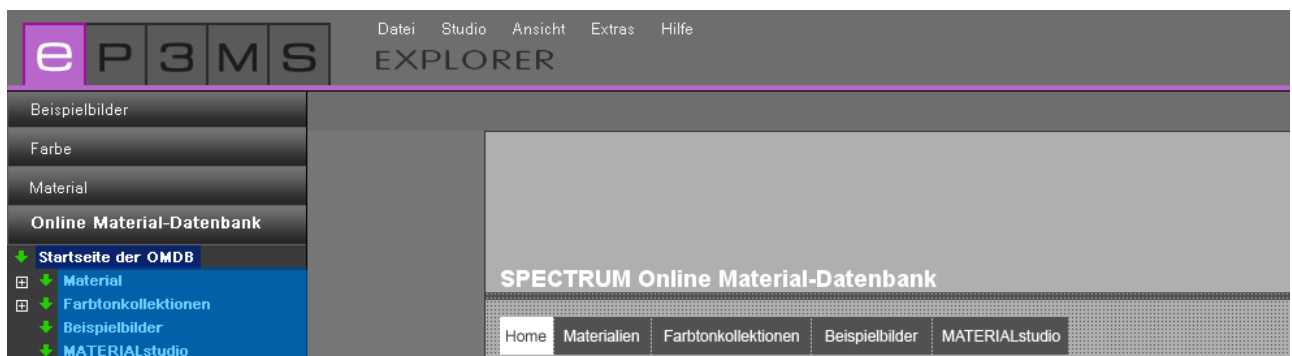 eP3MS
Datei Studio Ansicht Extras Hilfe
EXPLORER
Beispielbilder
Farbe
Material
Online Material-Datenbank
Startseite der OMDB
Material
Farbtonkollektionen
Beispielbilder
MATERIALstudio
SPECTRUM Online Material-Datenbank
Home Materialien Farbtonkollektionen Beispielbilder MATERIALstudio